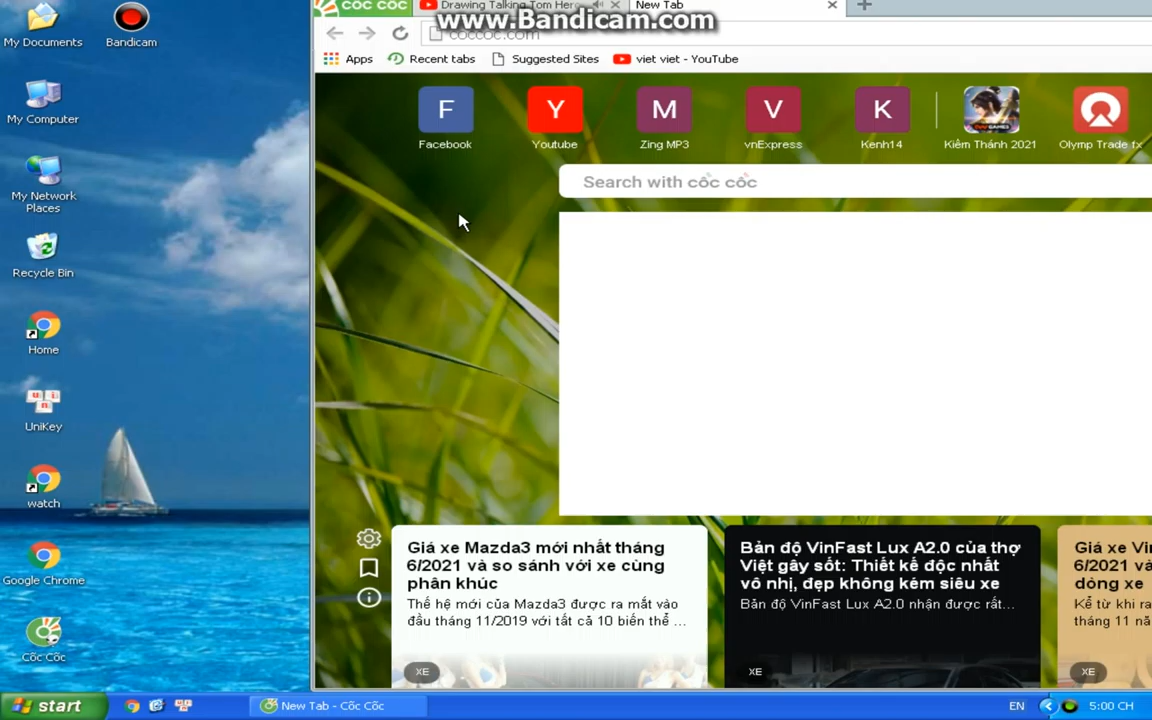 My Documents
Bandicam
My Computer
My Network
Places
Recycle Bin
Home
UniKey
watch
Google Chrome
Cốc Cốc
CỐC CỐC
Drawing Talking Tom Hero
New Tab
www.Bandicam.com
coccoc.com
Apps
Recent tabs
Suggested Sites
viet viet - YouTube
F
Y
M
V
K
Facebook
Youtube
Zing MP3
vnExpress
Kenh14
Kiếm Thánh 2021
Olymp Trade fx
Search with cốc cốc
Giá xe Mazda3 mới nhất tháng
6/2021 và so sánh với xe cùng
phân khúc
Thế hệ mới của Mazda3 được ra mắt vào
đầu tháng 11/2019 với tất cả 10 biến thể ...
XE
Bản độ VinFast Lux A2.0 của thợ
Việt gây sốt: Thiết kế độc nhất
vô nhị, đẹp không kém siêu xe
Bản độ VinFast Lux A2.0 nhận được rất...
XE
Giá xe Vin
6/2021 và
dòng xe
Kể từ khi ra
tháng 11 nă
XE
start
New Tab - Cốc Cốc
EN
5:00 CH